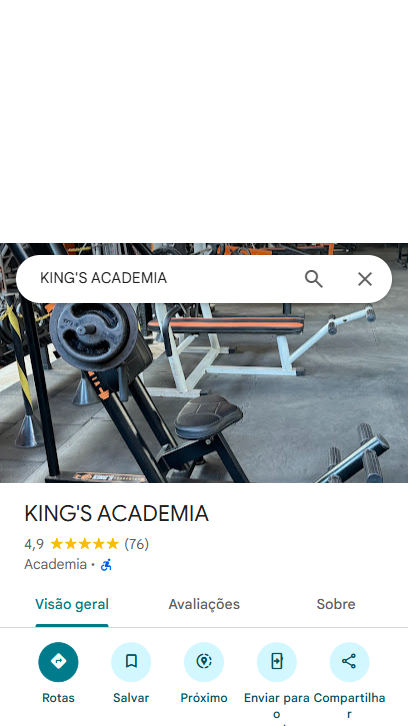 KING'S ACADEMIA
KING'S ACADEMIA
4,9 (76)
Academia ·
Visão geral Avaliações Sobre
Rotas Salvar Próximo Enviar para o Compartilhar